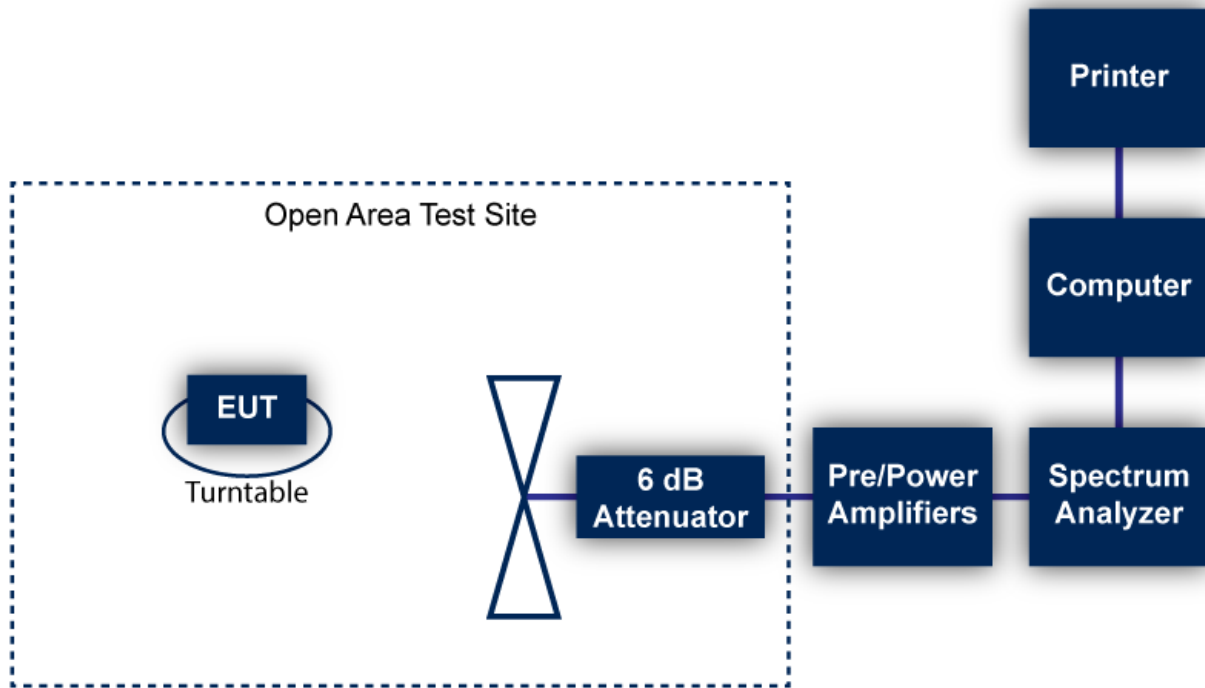 Printer
Open Area Test Site
Computer
EUT
Turntable
6 dB
Attenuator
Pre/Power
Amplifiers
Spectrum
Analyzer